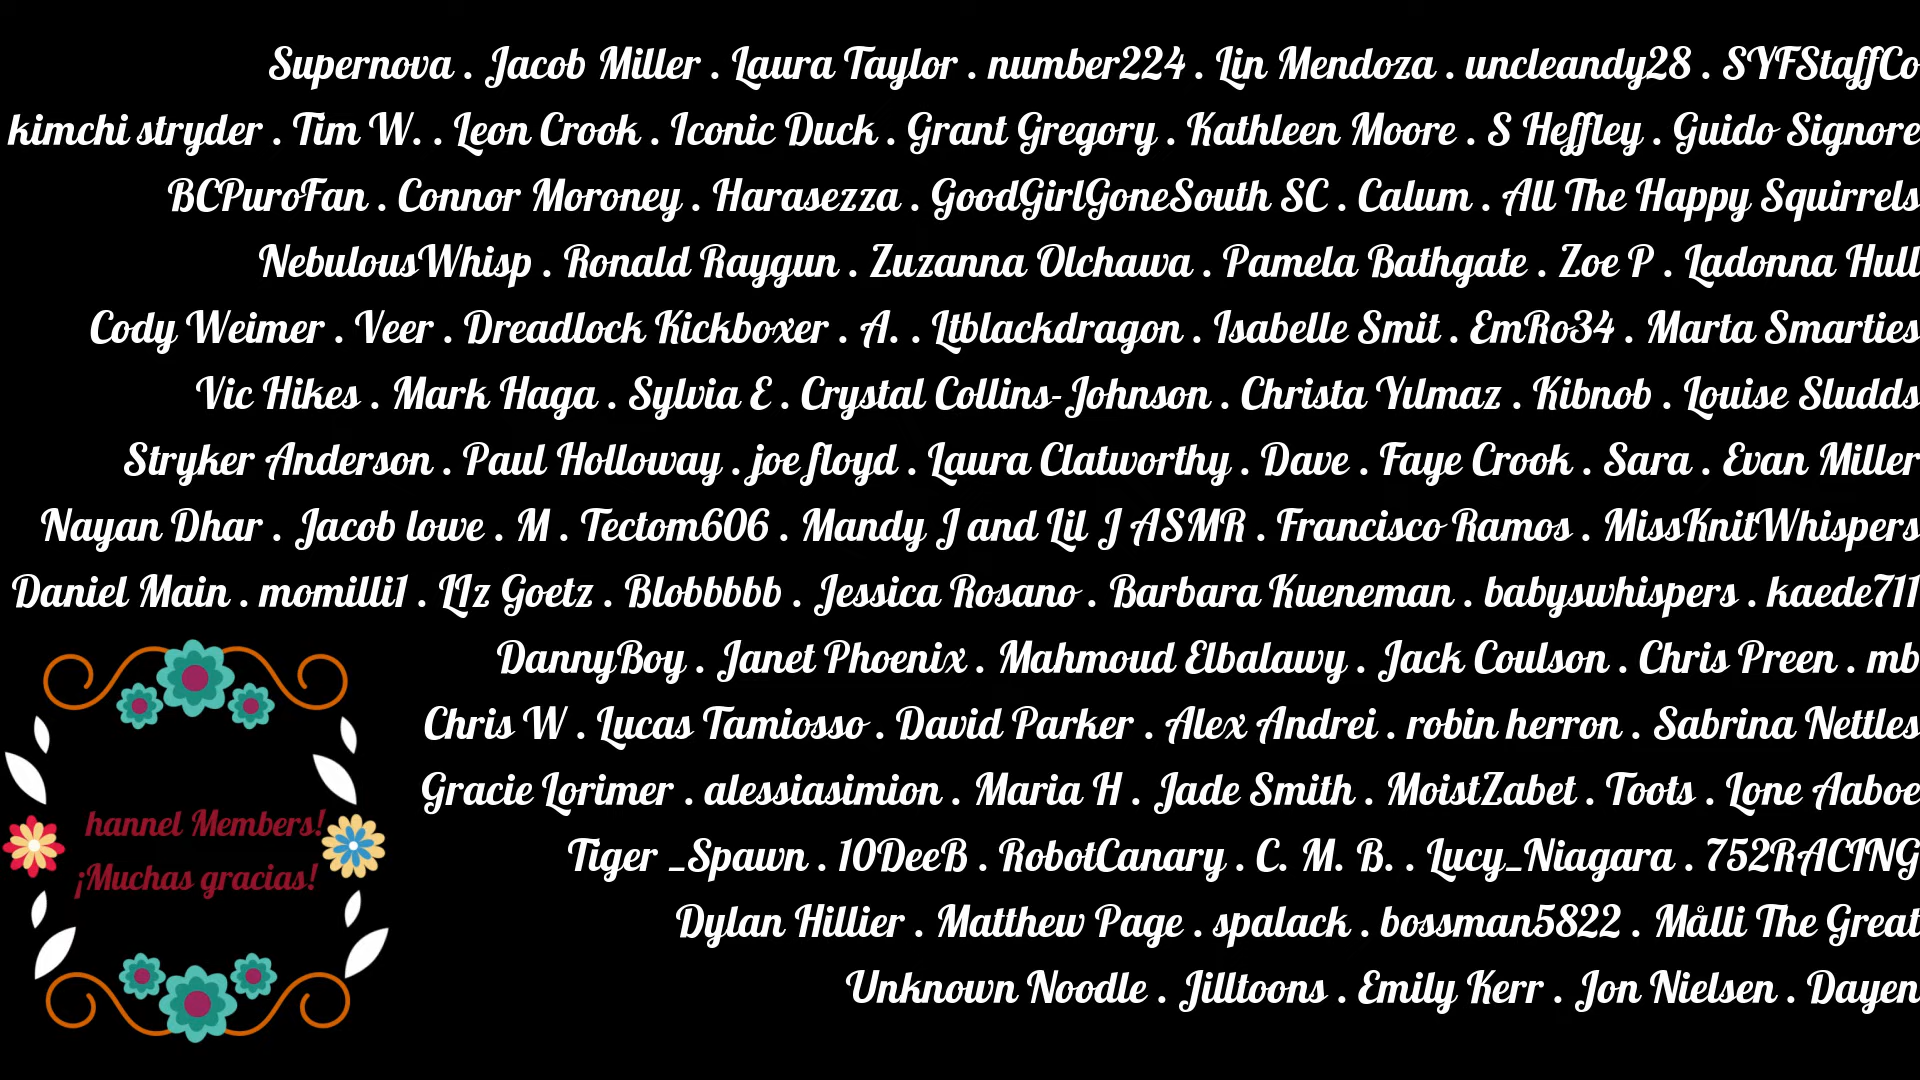 Supernova . Jacob Miller . Laura Taylor . number224 . Lin Mendoza . uncleandy28 . SYFStaffCo
kimchi stryder . Tim W. . Leon Crook . Iconic Duck . Grant Gregory . Kathleen Moore . S Heffley . Guido Signore
BCPuroFan . Connor Moroney . Harasezza . GoodGirlGoneSouth SC . Calum . All The Happy Squirrels
NebulousWhisp . Ronald Raygun . Zuzanna Olchawa . Pamela Bathgate . Zoe P . Ladonna Hull
Cody Weimer . Veer . Dreadlock Kickboxer . A. . Ltblackdragon . Isabelle Smit . EmRo34 . Marta Smarties
Vic Hikes . Mark Haga . Sylvia E . Crystal Collins-Johnson . Christa Yılmaz . Kibnob . Louise Sludds
Stryker Anderson . Paul Holloway . joe floyd . Laura Clatworthy . Dave . Faye Crook . Sara . Evan Miller
Nayan Dhar . Jacob lowe . M . Tectom606 . Mandy J and Lil J ASMR . Francisco Ramos . MissKnitWhispers
Daniel Main . momilli1 . LIz Goetz . Blobbbbb . Jessica Rosano . Barbara Kueneman . babyswhispers . kaede711
DannyBoy . Janet Phoenix . Mahmoud Elbalawy . Jack Coulson . Chris Preen . mb
Chris W . Lucas Tamiosso . David Parker . Alex Andrei . robin herron . Sabrina Nettles
Gracie Lorimer . alessiasimion . Maria H . Jade Smith . MoistZabet . Toots . Lone Aaboe
Tiger _Spawn . 10DeeB . RobotCanary . C. M. B. . Lucy_Niagara . 752RACING
Dylan Hillier . Matthew Page . spalack . bossman5822 . Målli The Great
Unknown Noodle . Jilltoons . Emily Kerr . Jon Nielsen . Dayen
hannel Members!
¡Muchas gracias!